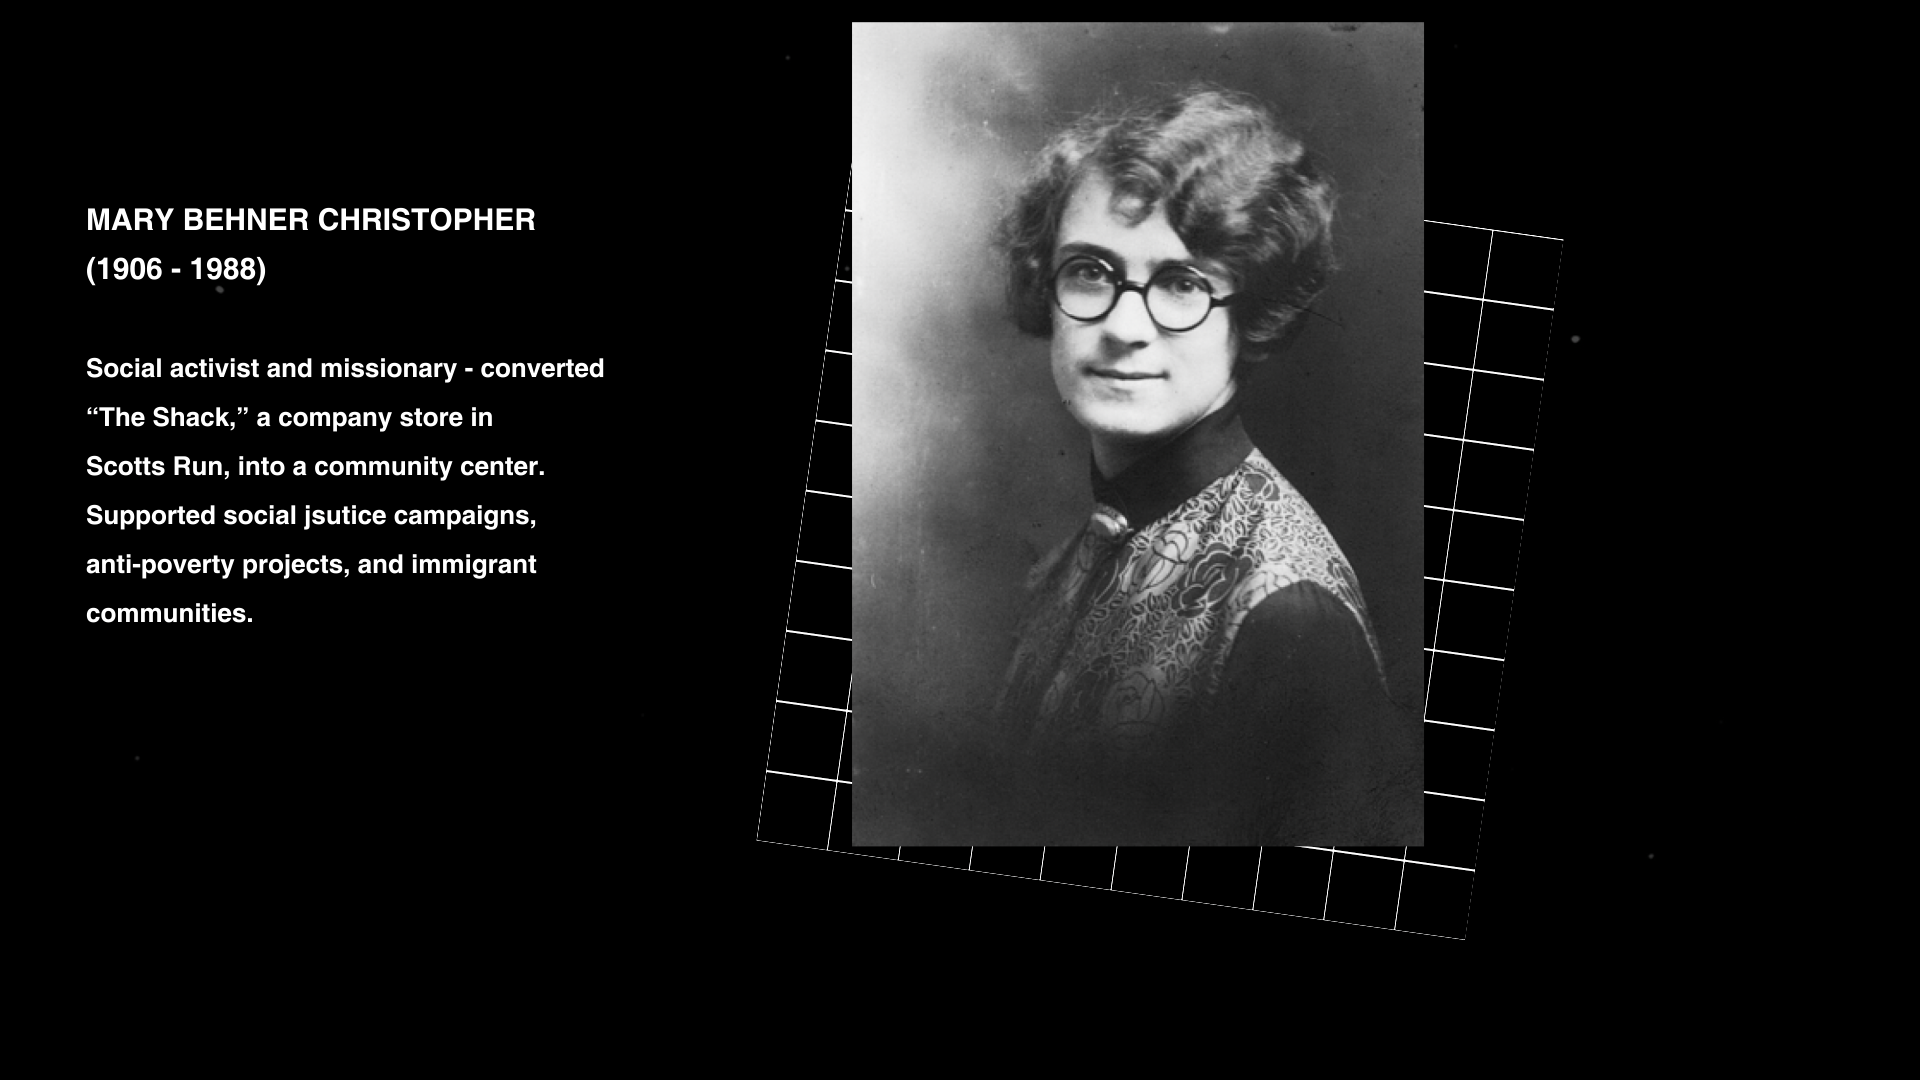 MARY BEHNER CHRISTOPHER
(1906 - 1988)
Social activist and missionary - converted
“The Shack,” a company store in
Scotts Run, into a community center.
Supported social jsutice campaigns,
anti-poverty projects, and immigrant
communities.